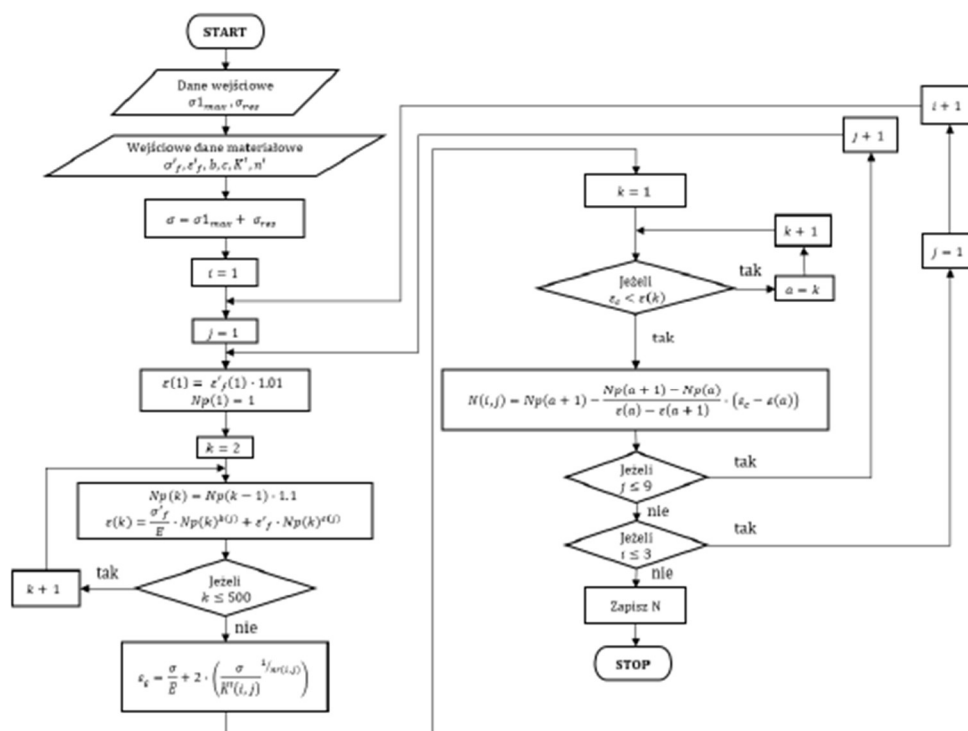 START
Dane wejściowe
σ1max, σres
Wejściowe dane materiałowe
σ'f, ε'f, b, c, K', n'
σ = σ1max + σres
i = 1
j = 1
ε(1) = ε'f(1) · 1.01
Np(1) = 1
k = 2
Np(k) = Np(k − 1) · 1.1
ε(k) = σ'f/E · Np(k)^b(j) + ε'f · Np(k)^c(j)
Jeżeli
k ≤ 500
tak
k + 1
nie
= σ/E + 2 · (σ/K'(i,j)^1/n'(i,j))
k = 1
k + 1
Jeżeli
εc < ε(k)
tak
a = k
tak
N(i, j) = Np(a + 1) − Np(a + 1) − Np(a)/ε(a) − ε(a + 1) · (εc − ε(a))
Jeżeli
j ≤ 9
tak
nie
Jeżeli
i ≤ 3
tak
nie
Zapisz N
STOP
j + 1
i + 1
j = 1